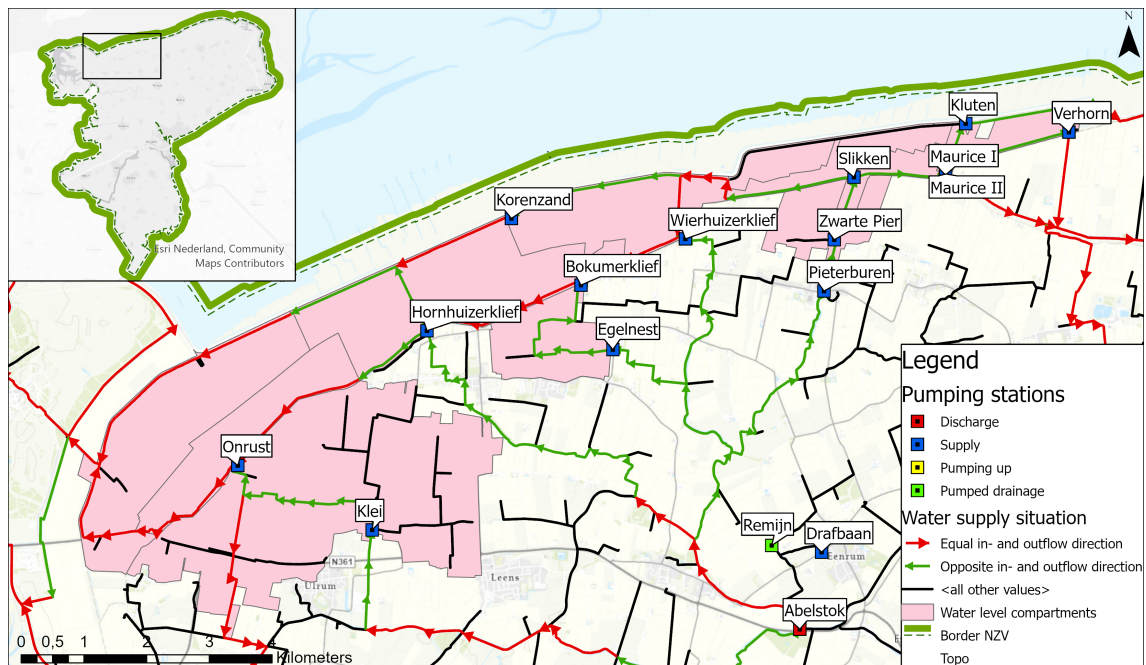 Esri Nederland, Community
Maps Contributors
N
Kluten
Verhorn
Slikken
Maurice I
Maurice II
Korenzand
Wierhuizerklief
Zwarte Pier
Bokumerklief
Pieterburen
Hornhuizerklief
Egelnest
Onrust
Klei
Remijn
Drafbaan
Eenrum
N361
Ulrum
Leens
Abelstok
0 0,5 1 2 3 4
Kilometers
Legend
Pumping stations
Discharge
Supply
Pumping up
Pumped drainage
Water supply situation
Equal in- and outflow direction
Opposite in- and outflow direction
<all other values>
Water level compartments
Border NZV
Topo